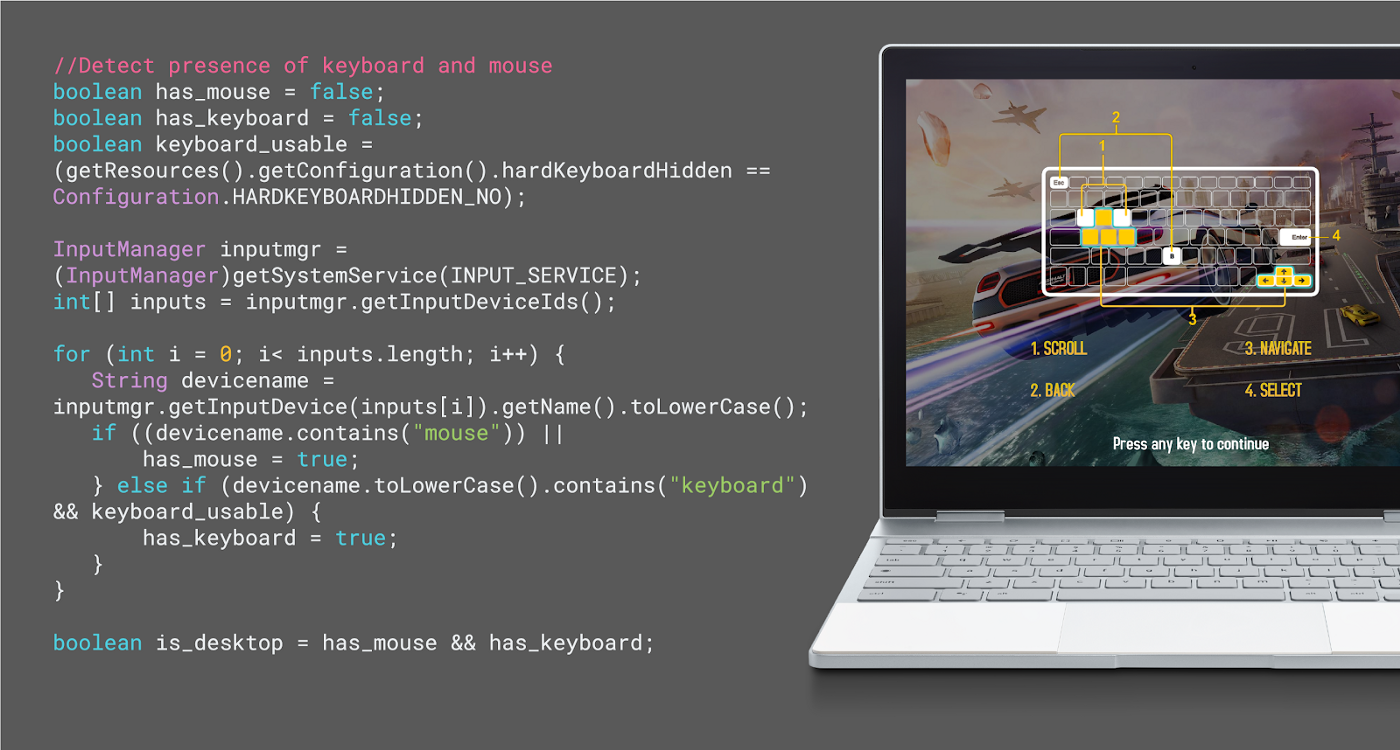 //Detect presence of keyboard and mouse
boolean has_mouse = false;
boolean has_keyboard = false;
boolean keyboard_usable =
(getResources().getConfiguration().hardKeyboardHidden ==
Configuration.HARDKEYBOARDHIDDEN_NO);
InputManager inputmgr =
(InputManager)getSystemService(INPUT_SERVICE);
int[] inputs = inputmgr.getInputDeviceIds();
for (int i = 0; i< inputs.length; i++) {
   String devicename =
inputmgr.getInputDevice(inputs[i]).getName().toLowerCase();
   if ((devicename.contains("mouse")) ||
       has_mouse = true;
   } else if (devicename.toLowerCase().contains("keyboard")
&& keyboard_usable) {
       has_keyboard = true;
   }
}
boolean is_desktop = has_mouse && has_keyboard;
2
1
Esc
Enter
4
3
1. SCROLL
3. NAVIGATE
2. BACK
4. SELECT
Press any key to continue